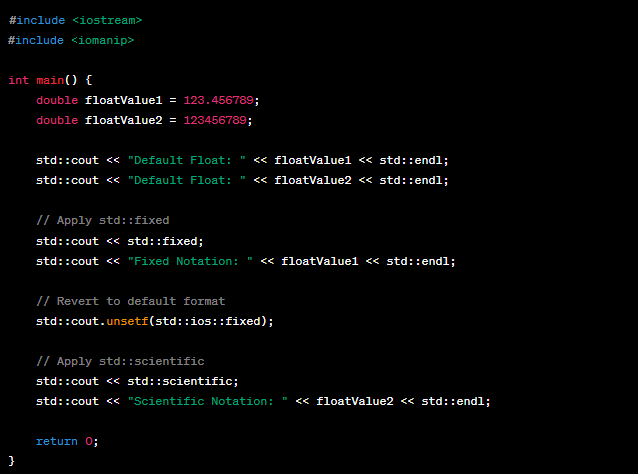 #include <iostream>
#include <iomanip>
int main() {
    double floatValue1 = 123.456789;
    double floatValue2 = 123456789;
    std::cout << "Default Float: " << floatValue1 << std::endl;
    std::cout << "Default Float: " << floatValue2 << std::endl;
    // Apply std::fixed
    std::cout << std::fixed;
    std::cout << "Fixed Notation: " << floatValue1 << std::endl;
    // Revert to default format
    std::cout.unsetf(std::ios::fixed);
    // Apply std::scientific
    std::cout << std::scientific;
    std::cout << "Scientific Notation: " << floatValue2 << std::endl;
    return 0;
}